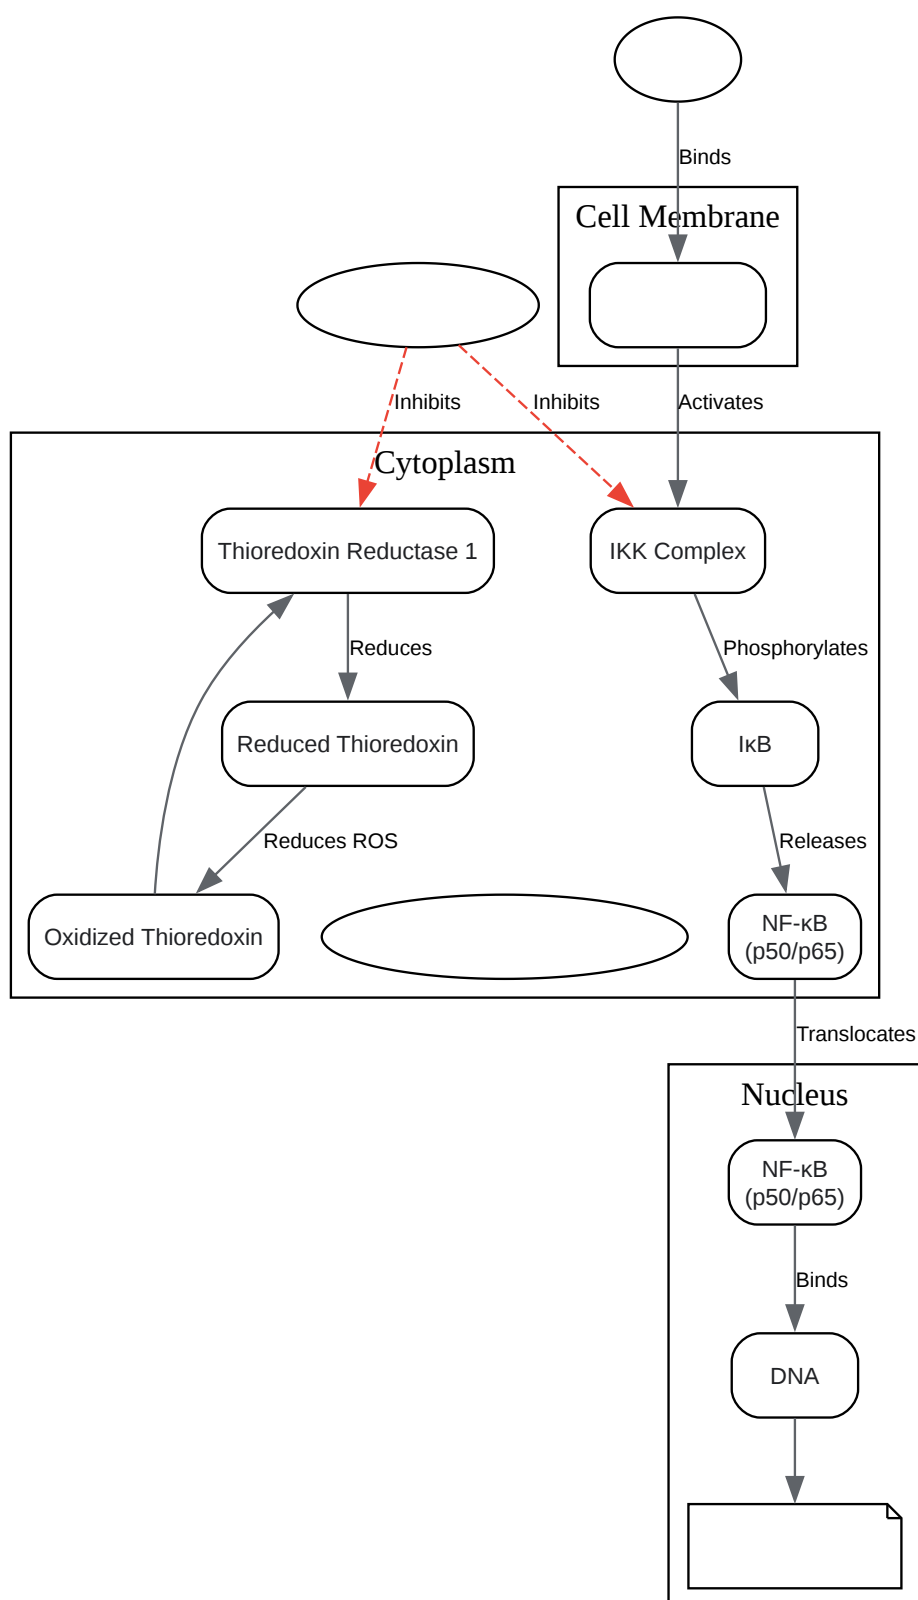 Binds
Cell Membrane
Inhibits
Inhibits
Activates
Cytoplasm
Thioredoxin Reductase 1
IKK Complex
Reduces
Phosphorylates
Reduced Thioredoxin
IκB
Reduces ROS
Releases
Oxidized Thioredoxin
NF-κB
(p50/p65)
Translocates
Nucleus
NF-κB
(p50/p65)
Binds
DNA